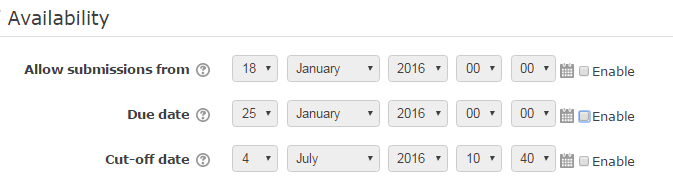 Availability
Allow submissions from 18 January 2016 00 00 Enable
Due date 25 January 2016 00 00 Enable
Cut-off date 4 July 2016 10 40 Enable